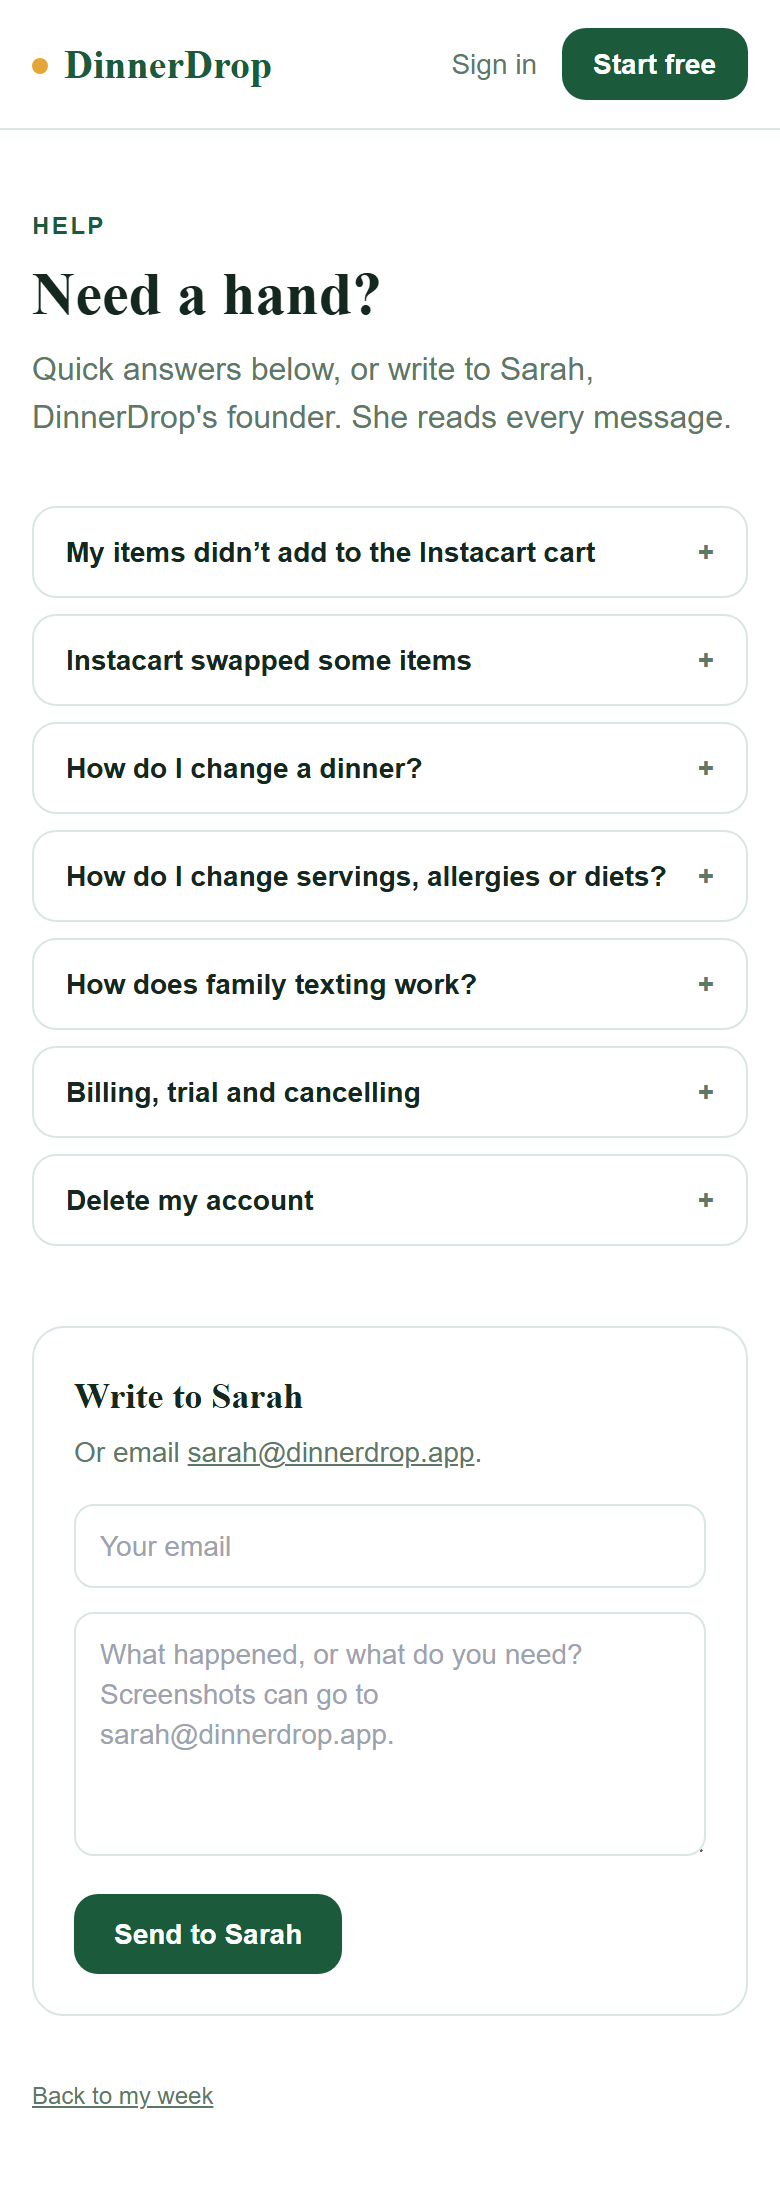 DinnerDrop
Sign in
Start free
HELP
Need a hand?
Quick answers below, or write to Sarah,
DinnerDrop's founder. She reads every message.
My items didn’t add to the Instacart cart +
Instacart swapped some items +
How do I change a dinner? +
How do I change servings, allergies or diets? +
How does family texting work? +
Billing, trial and cancelling +
Delete my account +
Write to Sarah
Or email sarah@dinnerdrop.app.
Your email
What happened, or what do you need?
Screenshots can go to
sarah@dinnerdrop.app.
Send to Sarah
Back to my week